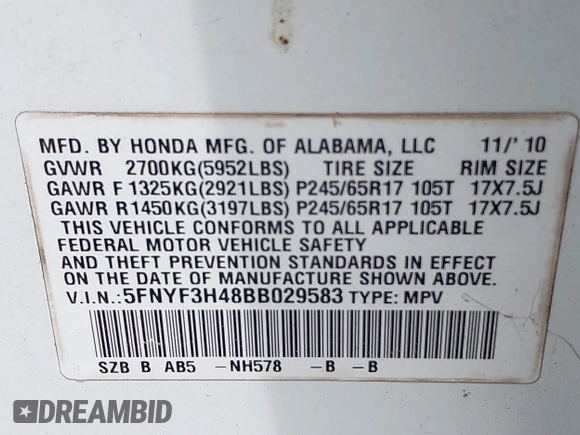 MFD. BY HONDA MFG. OF ALABAMA, LLC 11/'10
GVWR 2700KG(5952LBS) TIRE SIZE RIM SIZE
GAWR F 1325KG(2921LBS) P245/65R17 105T 17X7.5J
GAWR R1450KG(3197LBS) P245/65R17 105T 17X7.5J
THIS VEHICLE CONFORMS TO ALL APPLICABLE
FEDERAL MOTOR VEHICLE SAFETY
AND THEFT PREVENTION STANDARDS IN EFFECT
ON THE DATE OF MANUFACTURE SHOWN ABOVE.
V.I.N.:5FNYF3H48BB029583 TYPE: MPV
SZB B AB5 -NH578 -B -B
DREAMBID